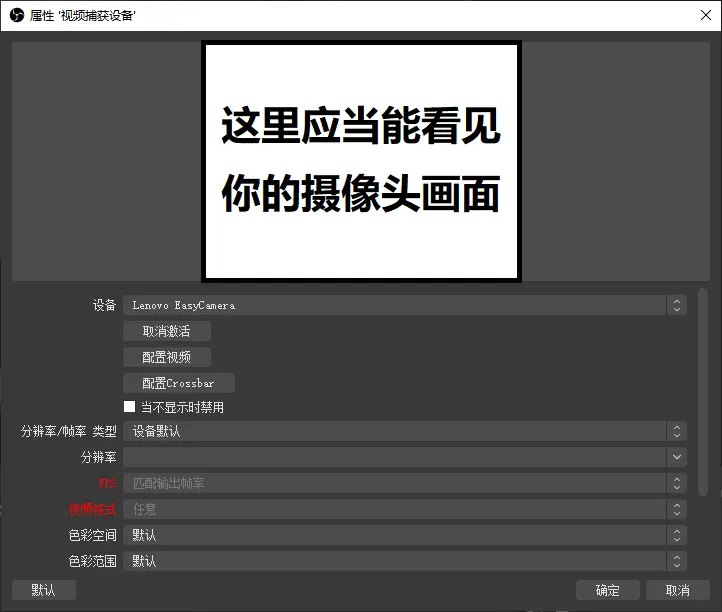 属性 '视频捕获设备'
这里应当能看见
你的摄像头画面
设备 Lenovo EasyCamera
取消激活
配置视频
配置Crossbar
当不显示时禁用
分辨率/帧率 类型 设备默认
分辨率
FPS 匹配输出帧率
视频格式 任意
色彩空间 默认
色彩范围 默认
默认 确定 取消